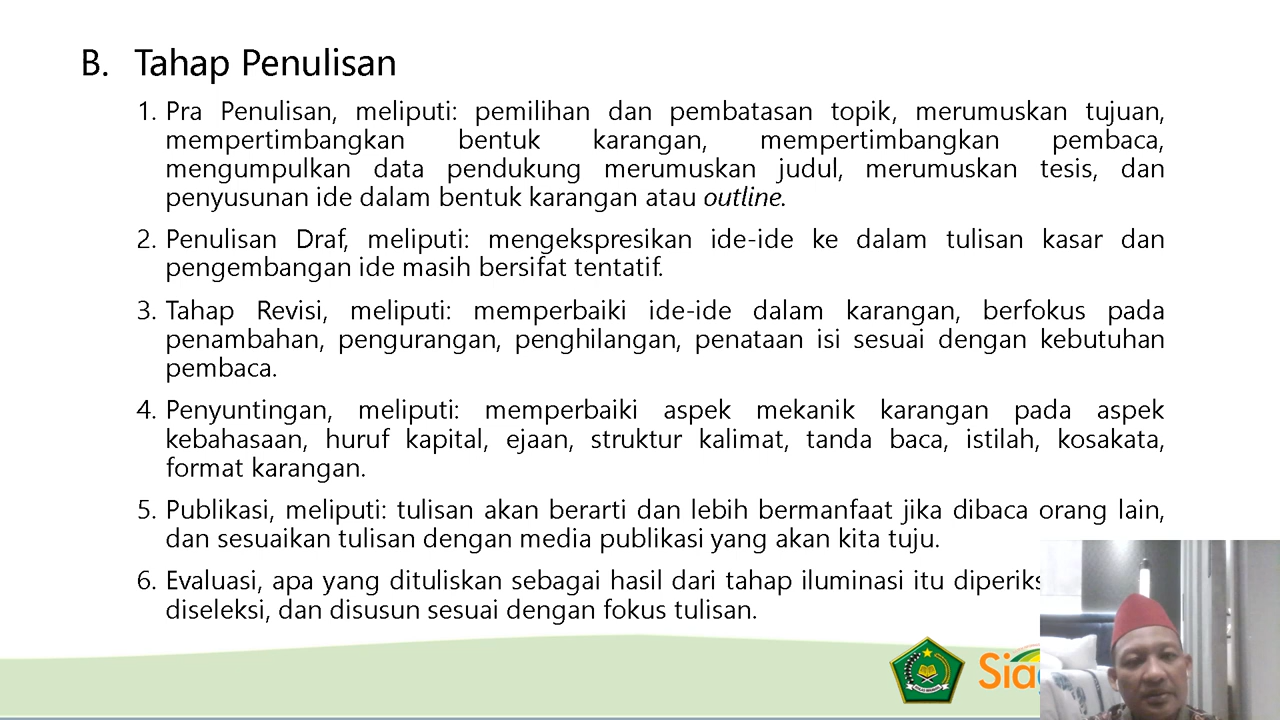 B. Tahap Penulisan
1. Pra Penulisan, meliputi: pemilihan dan pembatasan topik, merumuskan tujuan,
mempertimbangkan bentuk karangan, mempertimbangkan pembaca,
mengumpulkan data pendukung merumuskan judul, merumuskan tesis, dan
penyusunan ide dalam bentuk karangan atau outline.
2. Penulisan Draf, meliputi: mengekspresikan ide-ide ke dalam tulisan kasar dan
pengembangan ide masih bersifat tentatif.
3. Tahap Revisi, meliputi: memperbaiki ide-ide dalam karangan, berfokus pada
penambahan, pengurangan, penghilangan, penataan isi sesuai dengan kebutuhan
pembaca.
4. Penyuntingan, meliputi: memperbaiki aspek mekanik karangan pada aspek
kebahasaan, huruf kapital, ejaan, struktur kalimat, tanda baca, istilah, kosakata,
format karangan.
5. Publikasi, meliputi: tulisan akan berarti dan lebih bermanfaat jika dibaca orang lain,
dan sesuaikan tulisan dengan media publikasi yang akan kita tuju.
6. Evaluasi, apa yang dituliskan sebagai hasil dari tahap iluminasi itu diperiks
diseleksi, dan disusun sesuai dengan fokus tulisan.